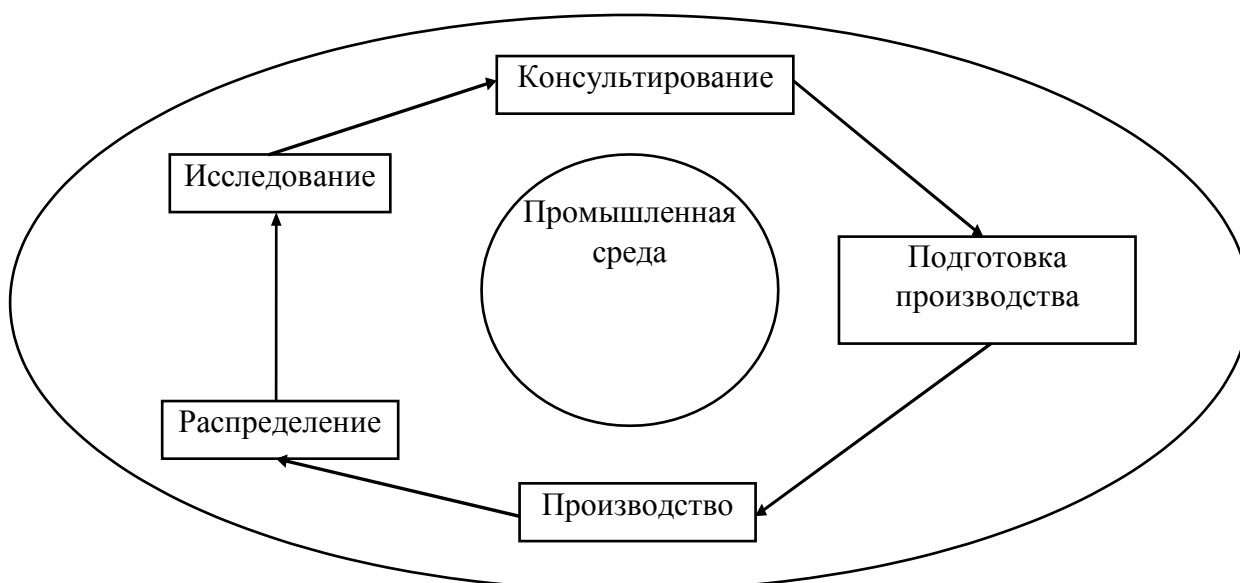 Консультирование
Исследование
Промышленная
среда
Подготовка
производства
Распределение
Производство